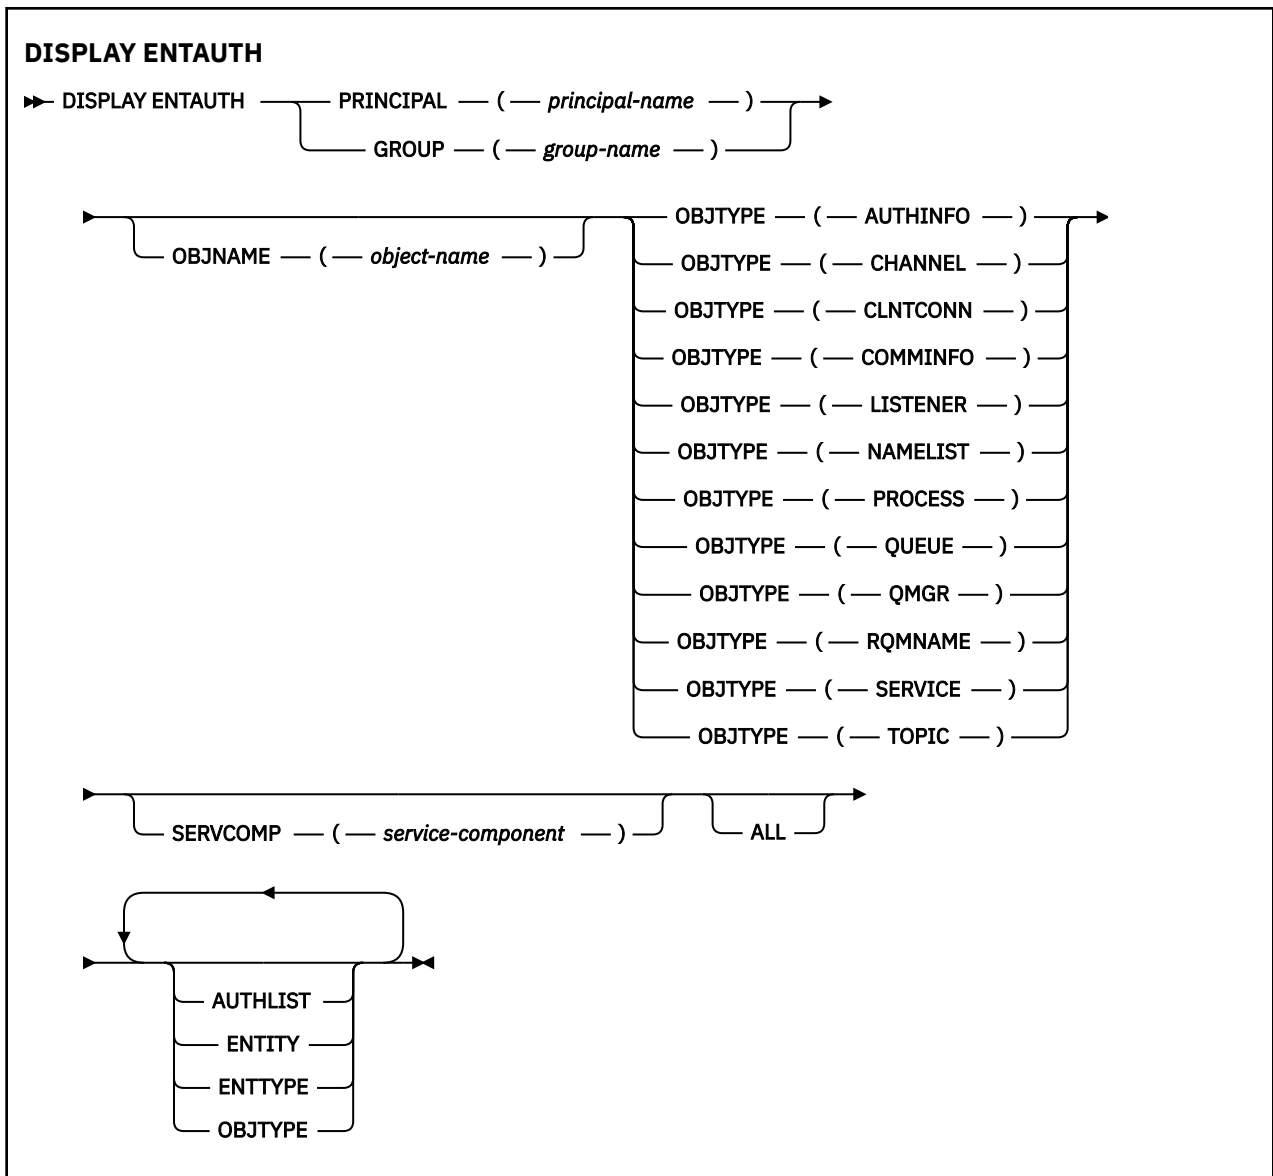 DISPLAY ENTAUTH
DISPLAY ENTAUTH PRINCIPAL ( principal-name )
GROUP ( group-name )
OBJTYPE ( AUTHINFO )
OBJNAME ( object-name )
OBJTYPE ( CHANNEL )
OBJTYPE ( CLNTCONN )
OBJTYPE ( COMMINFO )
OBJTYPE ( LISTENER )
OBJTYPE ( NAMELIST )
OBJTYPE ( PROCESS )
OBJTYPE ( QUEUE )
OBJTYPE ( QMGR )
OBJTYPE ( RQMNAME )
OBJTYPE ( SERVICE )
OBJTYPE ( TOPIC )
SERVCOMP ( service-component ) ALL
AUTHLIST
ENTITY
ENTTYPE
OBJTYPE